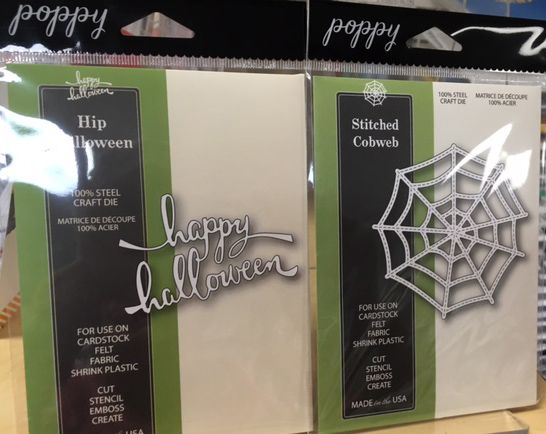 poppy
happy
halloween
Hip
lloween
100% STEEL
CRAFT DIE
MATRICE DE DÉCOUPE
100% ACIER
happy
halloween
FOR USE ON
CARDSTOCK
FELT
FABRIC
SHRINK PLASTIC
CUT
STENCIL
EMBOSS
CREATE
USA
poppy
100% STEEL
CRAFT DIE
MATRICE DE DÉCOUPE
100% ACIER
Stitched
Cobweb
FOR USE ON
CARDSTOCK
FELT
FABRIC
SHRINK PLASTIC
CUT
STENCIL
EMBOSS
CREATE
MADE in the USA